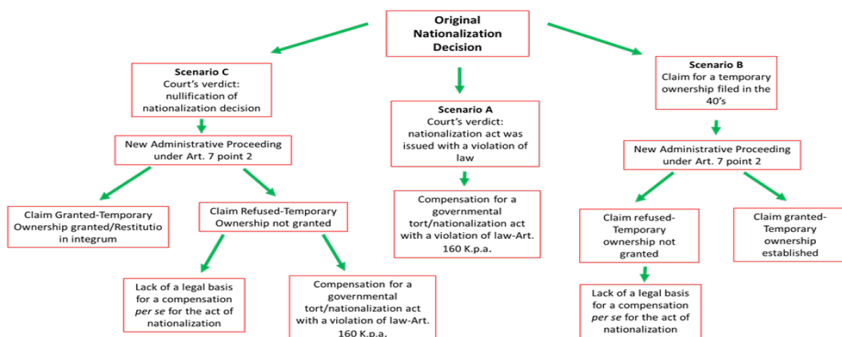 Original
Nationalization
Decision
Scenario C
Court's verdict:
nullification of
nationalization decision
New Administrative Proceeding
under Art. 7 point 2
Claim Granted-Temporary
Ownership granted/Restitutio
in integrum
Claim Refused-Temporary
Ownership not granted
Lack of a legal basis
for a compensation
per se for the act of
nationalization
Compensation for a
governmental
tort/nationalization act
with a violation of law-Art.
160 K.p.a.
Scenario A
Court's verdict:
nationalization act was
issued with a violation of
law
Compensation for a
governmental
tort/nationalization act
with a violation of law-Art.
160 K.p.a.
Scenario B
Claim for a temporary
ownership filed in the
40's
New Administrative Proceeding
under Art. 7 point 2
Claim refused-
Temporary
ownership not
granted
Claim granted-
Temporary
ownership
established
Lack of a legal basis
for a compensation
per se for the act of
nationalization